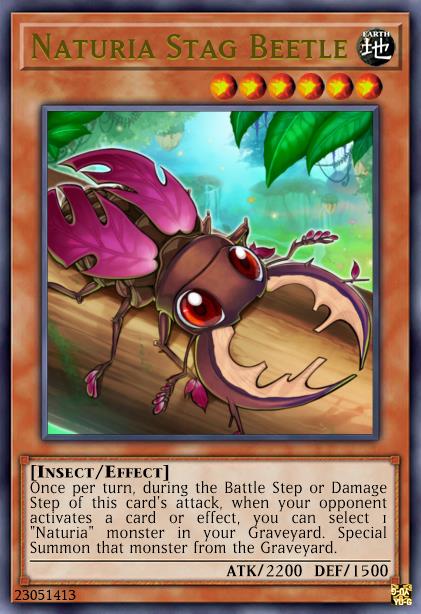 NATURIA STAG BEETLE
EARTH
地
[INSECT/EFFECT]
Once per turn, during the Battle Step or Damage
Step of this card's attack, when your opponent
activates a card or effect, you can select 1
"Naturia" monster in your Graveyard. Special
Summon that monster from the Graveyard.
ATK/2200 DEF/1500
23051413